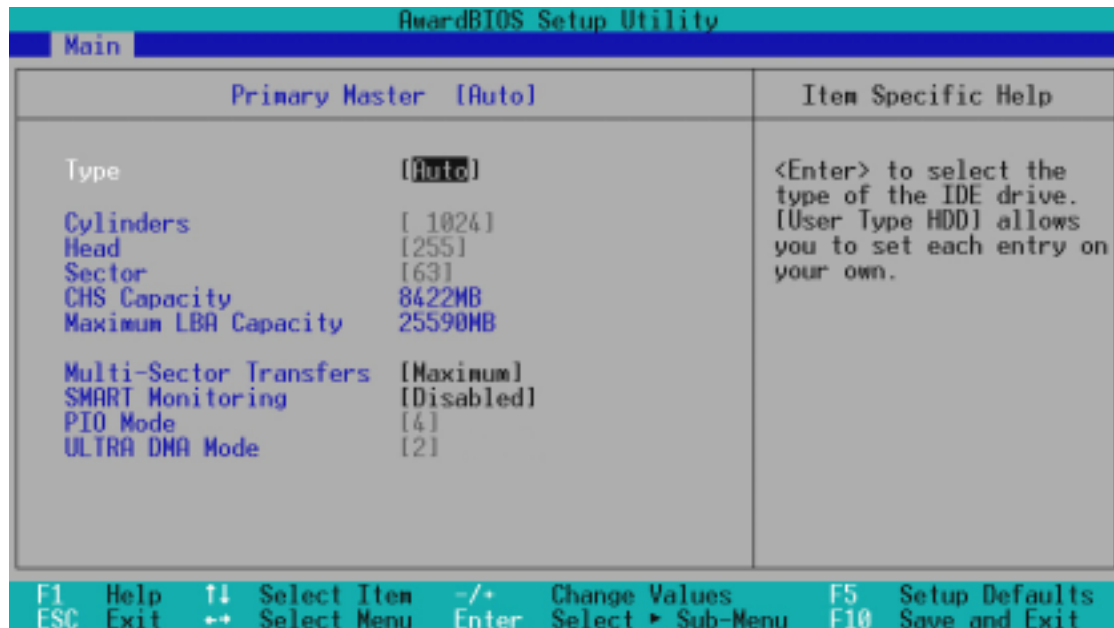 AwardBIOS Setup Utility
Main
Primary Master [Auto]
Item Specific Help
Type [Auto]
Cylinders [ 1024]
Head [255]
Sector [63]
CHS Capacity 8422MB
Maximum LBA Capacity 25590MB
Multi-Sector Transfers [Maximum]
SMART Monitoring [Disabled]
PIO Mode [4]
ULTRA DMA Mode [2]
<Enter> to select the
type of the IDE drive.
[User Type HDD] allows
you to set each entry on
your own.
F1 Help ↑↓ Select Item -/+ Change Values F5 Setup Defaults
ESC Exit ←→ Select Menu Enter Select ► Sub-Menu F10 Save and Exit